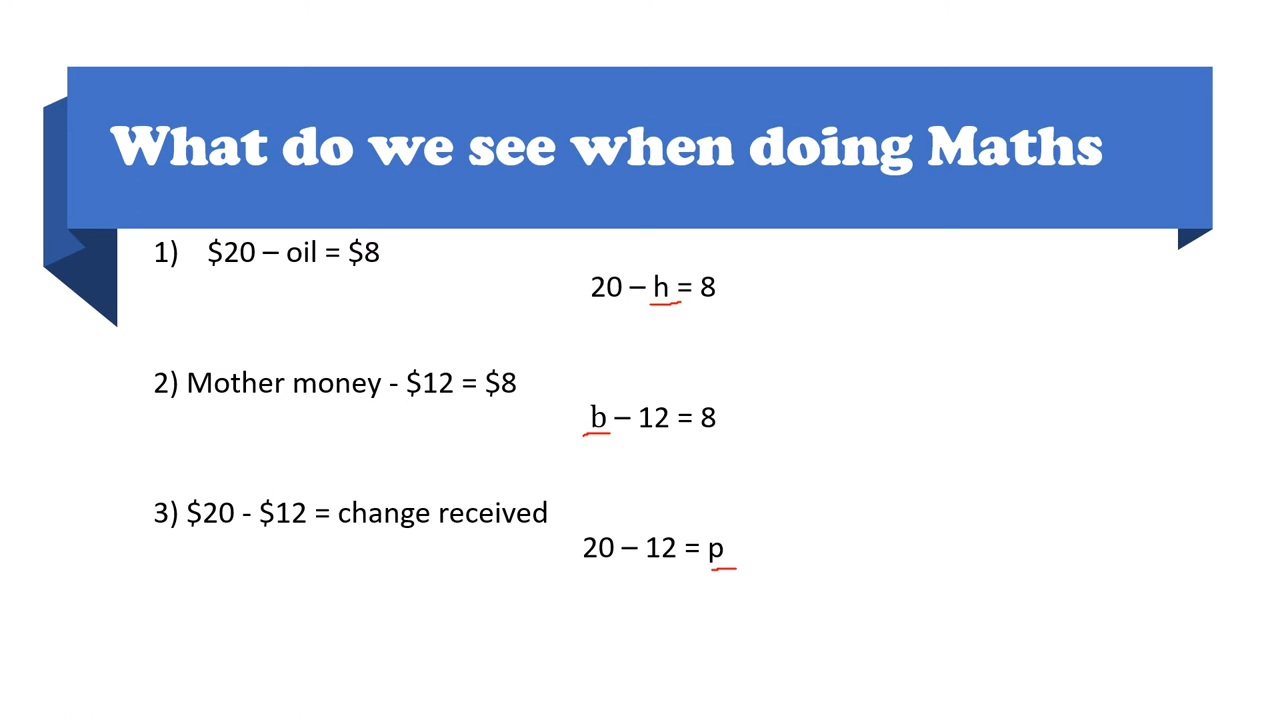 What do we see when doing Maths
1) $20 – oil = $8
20 – h = 8
2) Mother money - $12 = $8
b – 12 = 8
3) $20 - $12 = change received
20 – 12 = p